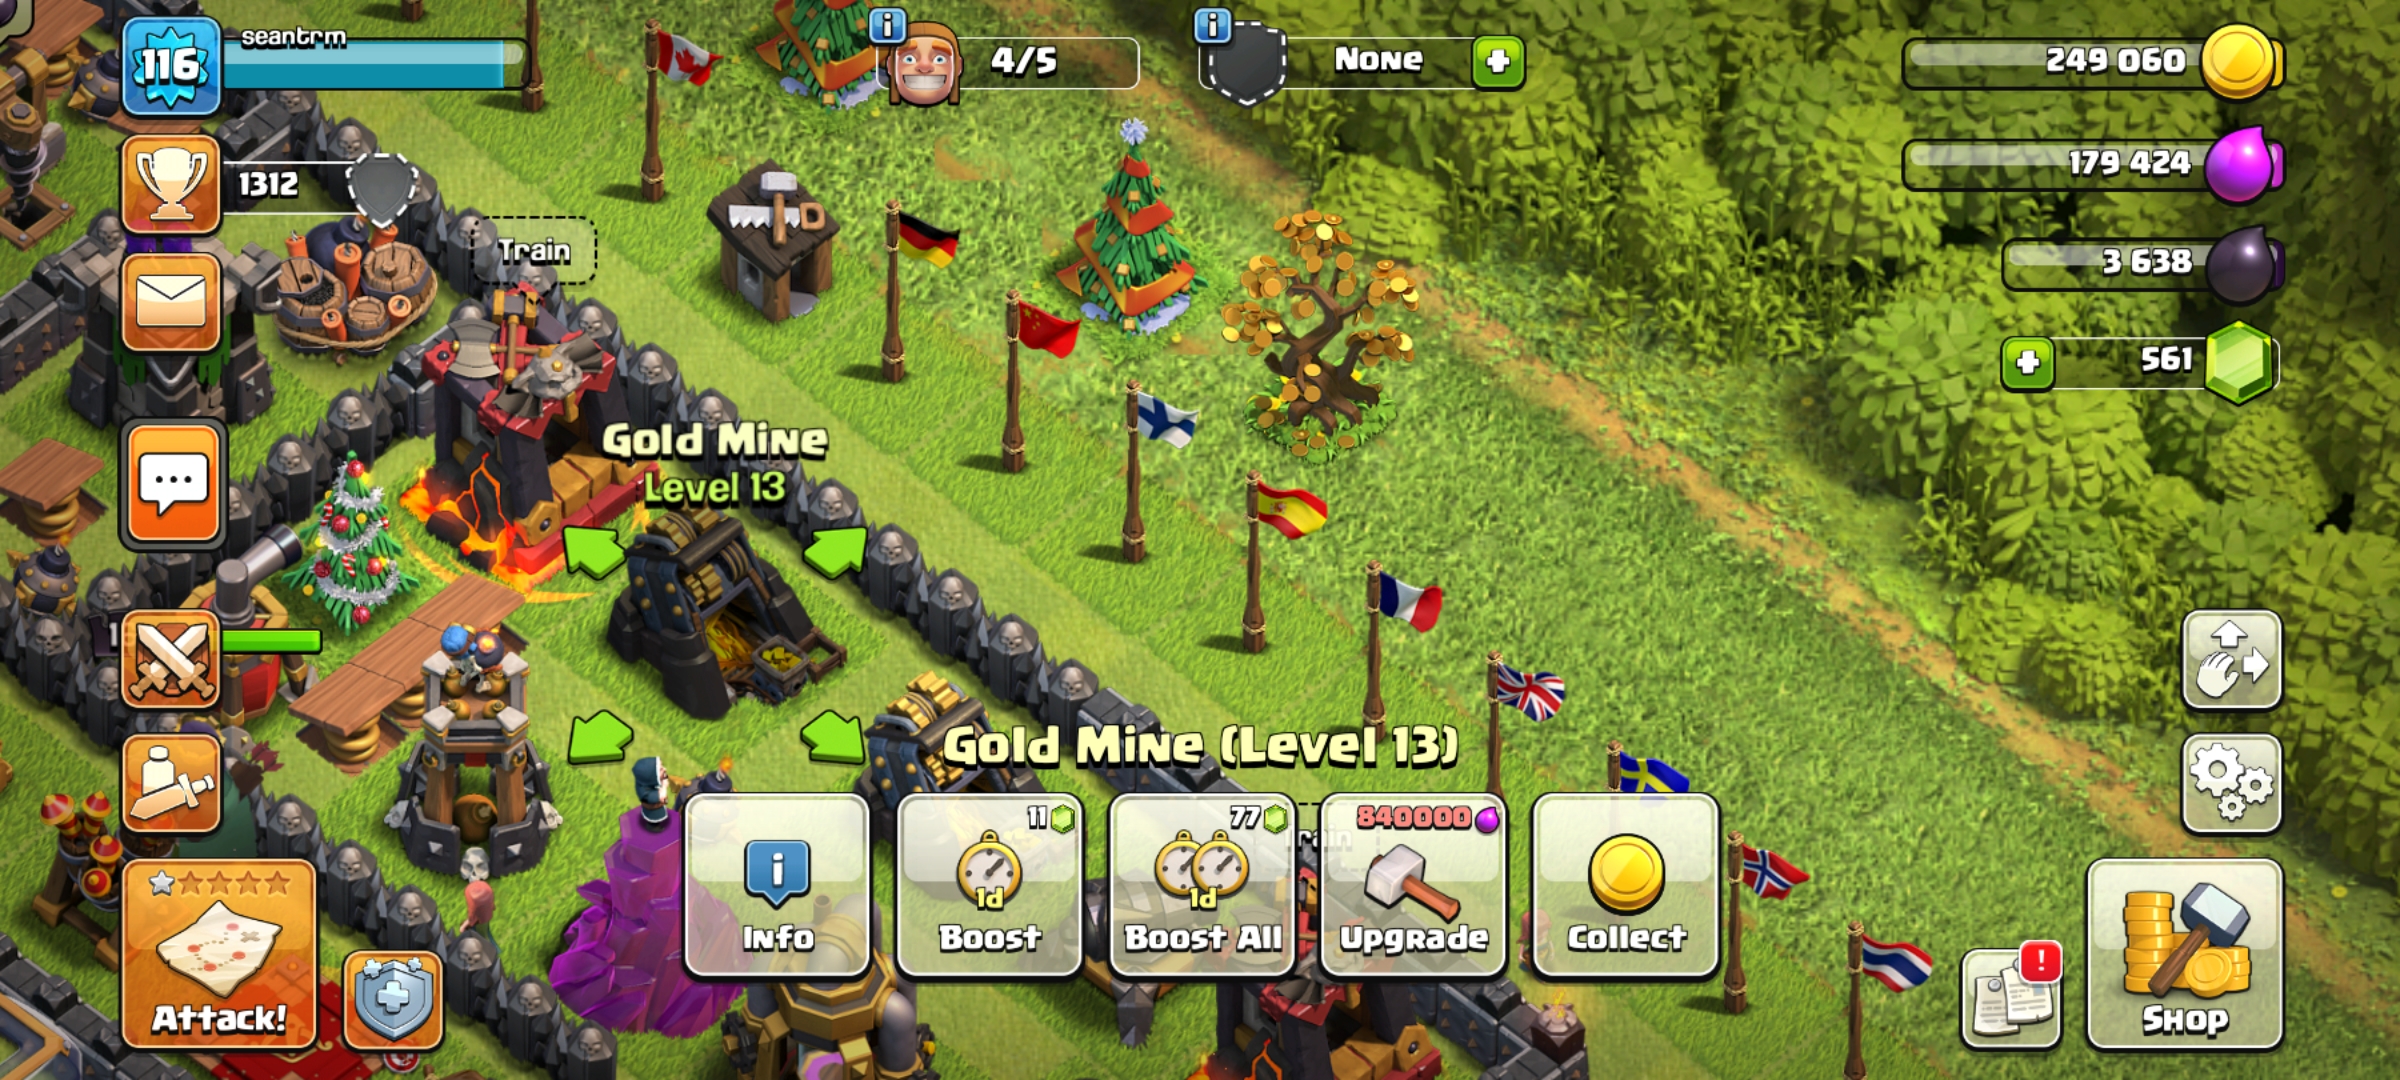 116
seantrm
4/5
None
249 060
1312
179 424
Train
3 638
561
Gold Mine
Level 13
Gold Mine (Level 13)
11
77
840000
1d
1d
Info
Boost
Boost All
Upgrade
Collect
Attack!
Shop
!